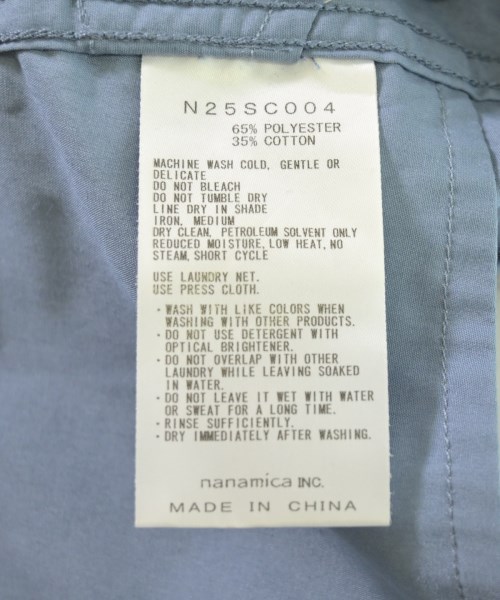 N25SC004
65% POLYESTER
35% COTTON
MACHINE WASH COLD, GENTLE OR
DELICATE
DO NOT BLEACH
DO NOT TUMBLE DRY
LINE DRY IN SHADE
IRON, MEDIUM
DRY CLEAN, PETROLEUM SOLVENT ONLY
REDUCED MOISTURE, LOW HEAT, NO
STEAM, SHORT CYCLE
USE LAUNDRY NET.
USE PRESS CLOTH.
・WASH WITH LIKE COLORS WHEN
WASHING WITH OTHER PRODUCTS.
・DO NOT USE DETERGENT WITH
OPTICAL BRIGHTENER.
・DO NOT OVERLAP WITH OTHER
LAUNDRY WHILE LEAVING SOAKED
IN WATER.
・DO NOT LEAVE IT WET WITH WATER
OR SWEAT FOR A LONG TIME.
・RINSE SUFFICIENTLY.
・DRY IMMEDIATELY AFTER WASHING.
nanamica INC.
MADE IN CHINA